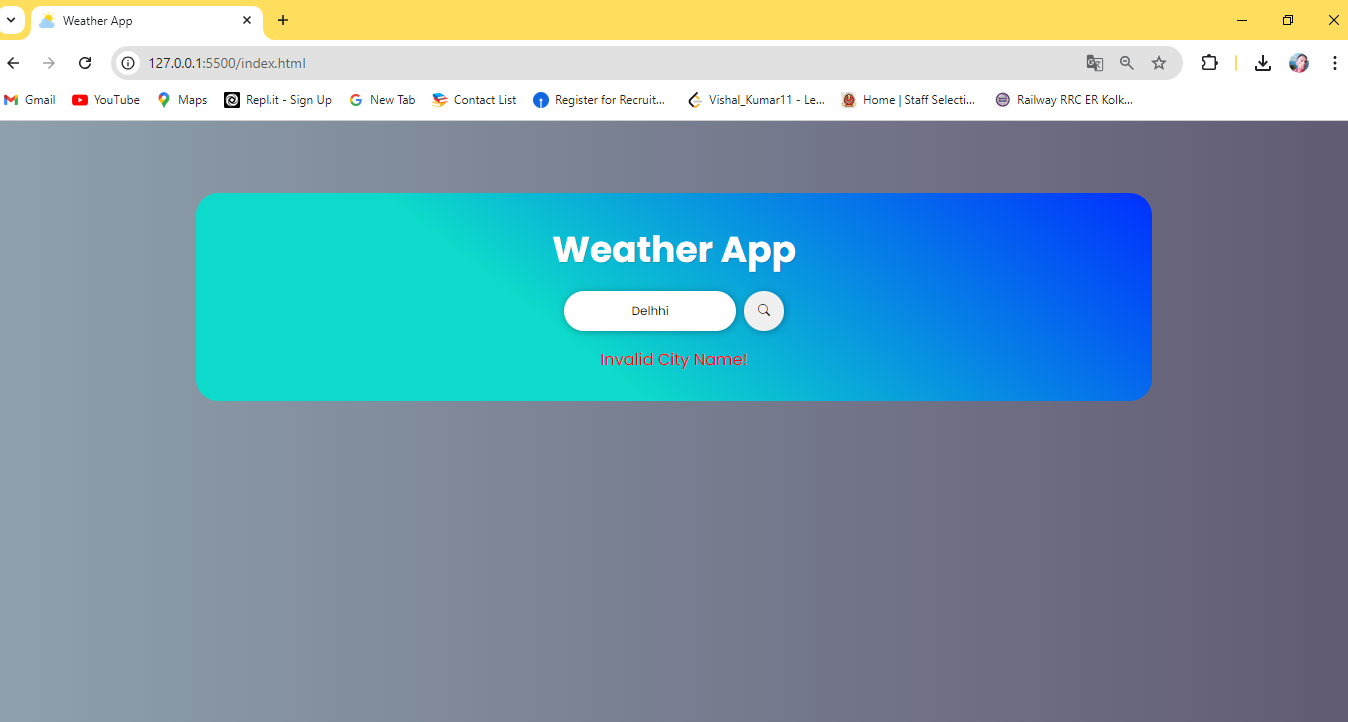 Weather App
127.0.0.1:5500/index.html
Gmail YouTube Maps Repl.it - Sign Up New Tab Contact List Register for Recruit... Vishal_Kumar11 - Le... Home | Staff Selecti... Railway RRC ER Kolk...
Weather App
Delhhi
Invalid City Name!